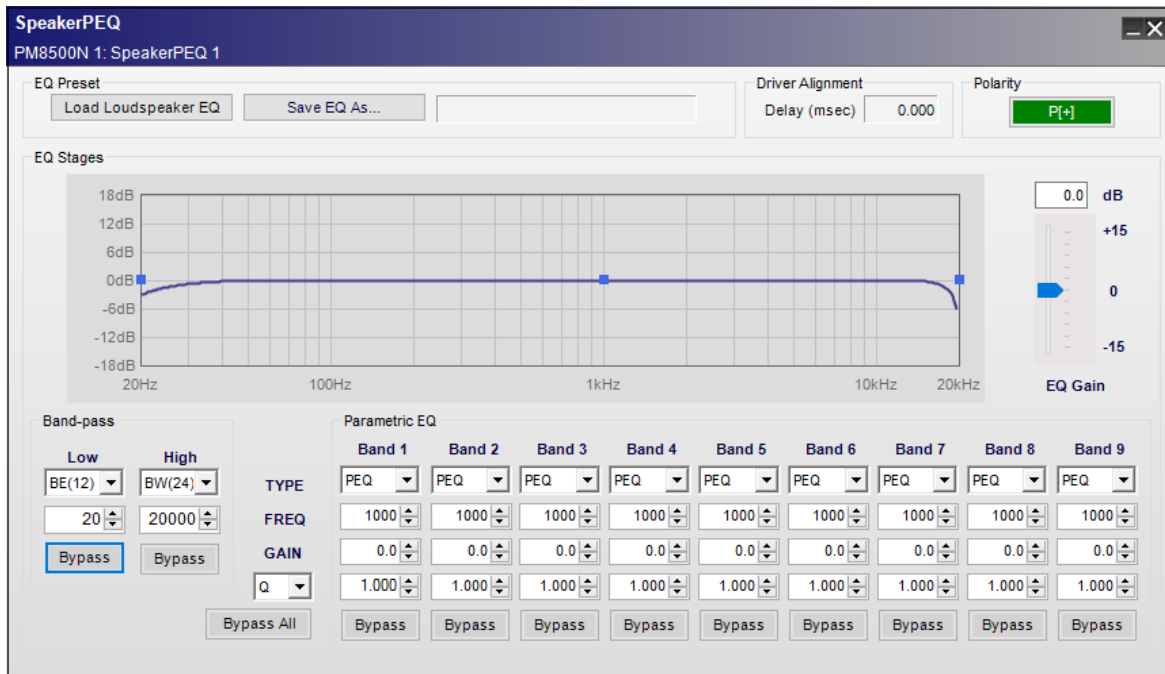 SpeakerPEQ
PM8500N 1: SpeakerPEQ 1
EQ Preset
Load Loudspeaker EQ Save EQ As...
Driver Alignment
Delay (msec) 0.000
Polarity
P[+]
EQ Stages
18dB
12dB
6dB
0dB
-6dB
-12dB
-18dB
20Hz 100Hz 1kHz 10kHz 20kHz
0.0 dB
+15
0
-15
EQ Gain
Band-pass
Low High
BE(12) BW(24)
20 20000
Bypass Bypass
Parametric EQ
Band 1 Band 2 Band 3 Band 4 Band 5 Band 6 Band 7 Band 8 Band 9
TYPE PEQ PEQ PEQ PEQ PEQ PEQ PEQ PEQ PEQ
FREQ 1000 1000 1000 1000 1000 1000 1000 1000 1000
GAIN 0.0 0.0 0.0 0.0 0.0 0.0 0.0 0.0 0.0
Q 1.000 1.000 1.000 1.000 1.000 1.000 1.000 1.000 1.000
Bypass All Bypass Bypass Bypass Bypass Bypass Bypass Bypass Bypass Bypass